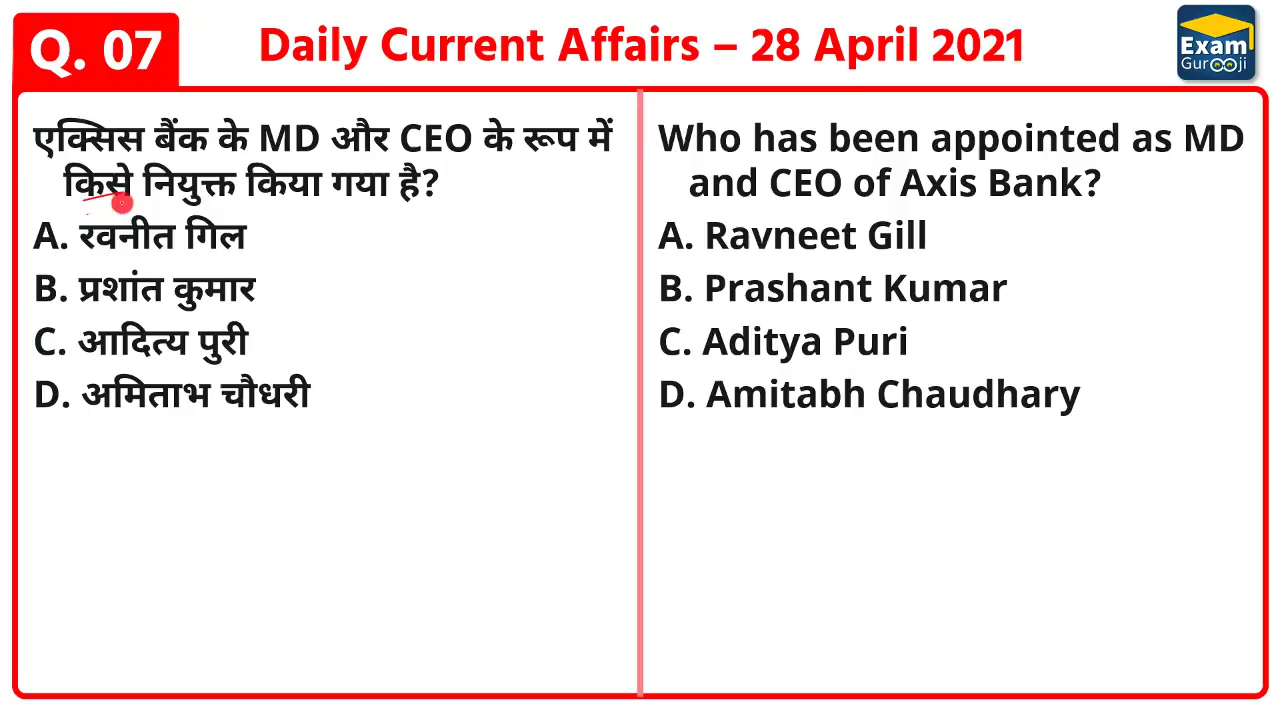 Q. 07
Daily Current Affairs – 28 April 2021
Exam
Gurooji
एक्सिस बैंक के MD और CEO के रूप में
किसे नियुक्त किया गया है?
A. रवनीत गिल
B. प्रशांत कुमार
C. आदित्य पुरी
D. अमिताभ चौधरी
Who has been appointed as MD
and CEO of Axis Bank?
A. Ravneet Gill
B. Prashant Kumar
C. Aditya Puri
D. Amitabh Chaudhary